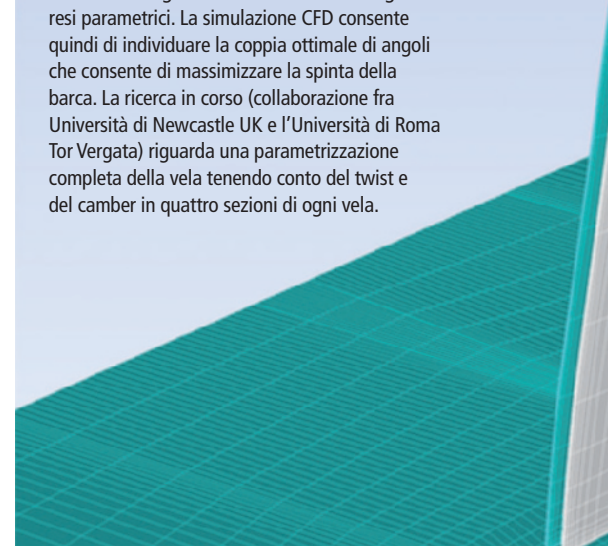 resi parametrici. La simulazione CFD consente
quindi di individuare la coppia ottimale di angoli
che consente di massimizzare la spinta della
barca. La ricerca in corso (collaborazione fra
Università di Newcastle UK e l’Università di Roma
Tor Vergata) riguarda una parametrizzazione
completa della vela tenendo conto del twist e
del camber in quattro sezioni di ogni vela.